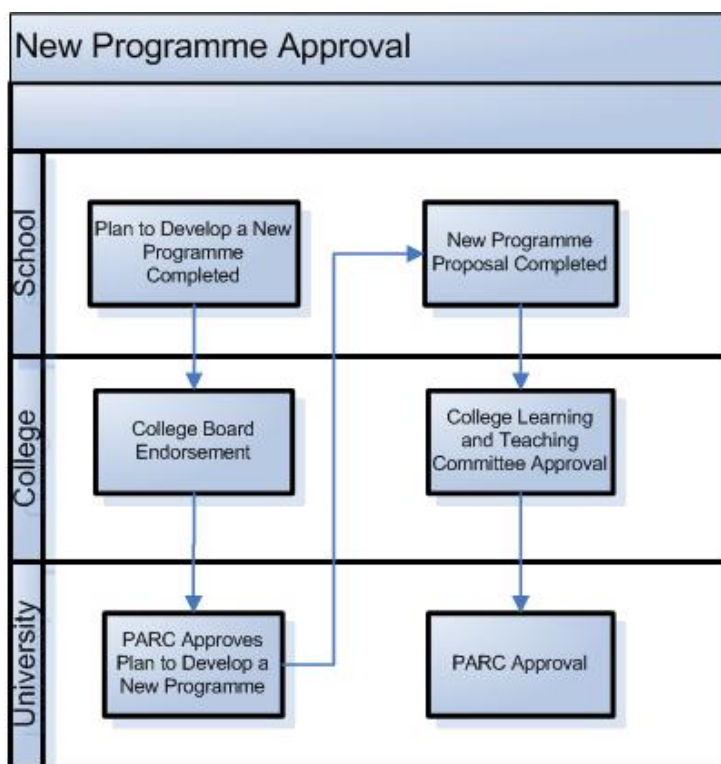 New Programme Approval
School
Plan to Develop a New
Programme
Completed
New Programme
Proposal Completed
College
College Board
Endorsement
College Learning
and Teaching
Committee Approval
University
PARC Approves
Plan to Develop a
New Programme
PARC Approval